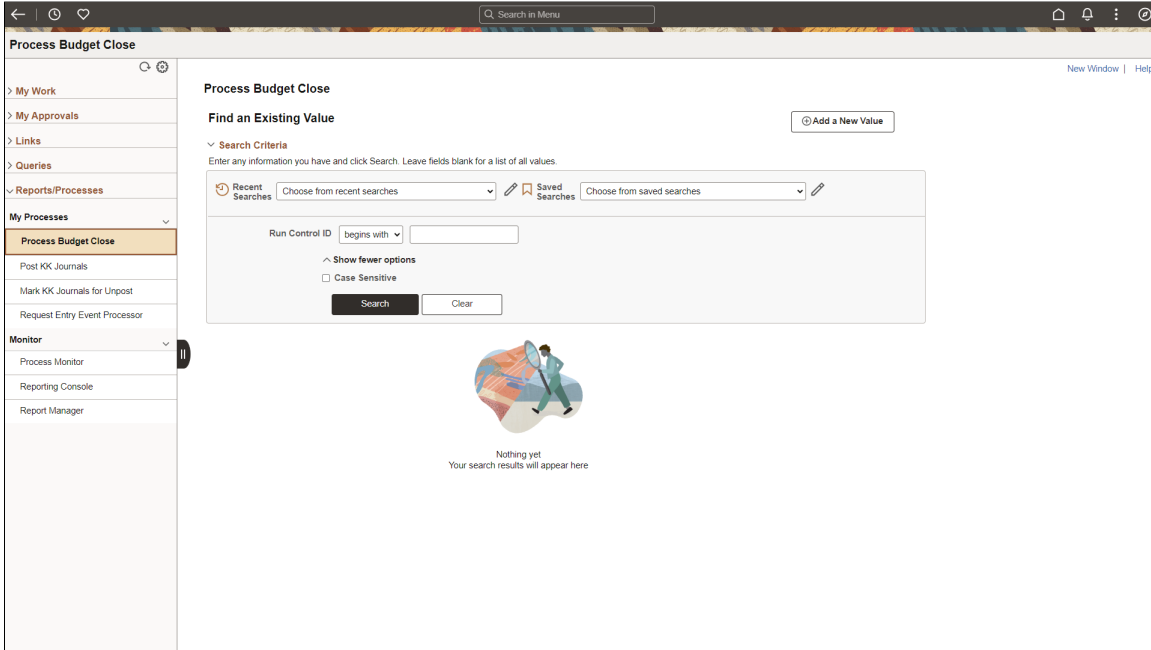 Search in Menu
Process Budget Close
New Window | Help
My Work
My Approvals
Links
Queries
Reports/Processes
My Processes
Process Budget Close
Post KK Journals
Mark KK Journals for Unpost
Request Entry Event Processor
Monitor
Process Monitor
Reporting Console
Report Manager
Process Budget Close
Find an Existing Value
Add a New Value
Search Criteria
Enter any information you have and click Search. Leave fields blank for a list of all values.
Recent Searches
Choose from recent searches
Saved Searches
Choose from saved searches
Run Control ID
begins with
Show fewer options
Case Sensitive
Search
Clear
Nothing yet
Your search results will appear here